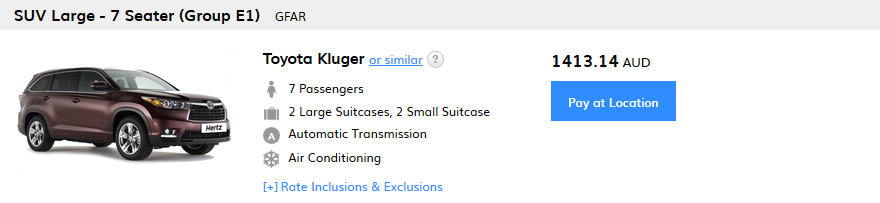 SUV Large - 7 Seater (Group E1) GFAR
Toyota Kluger or similar ?
1413.14 AUD
7 Passengers
2 Large Suitcases, 2 Small Suitcase
Pay at Location
A Automatic Transmission
Air Conditioning
[+] Rate Inclusions & Exclusions
Hertz